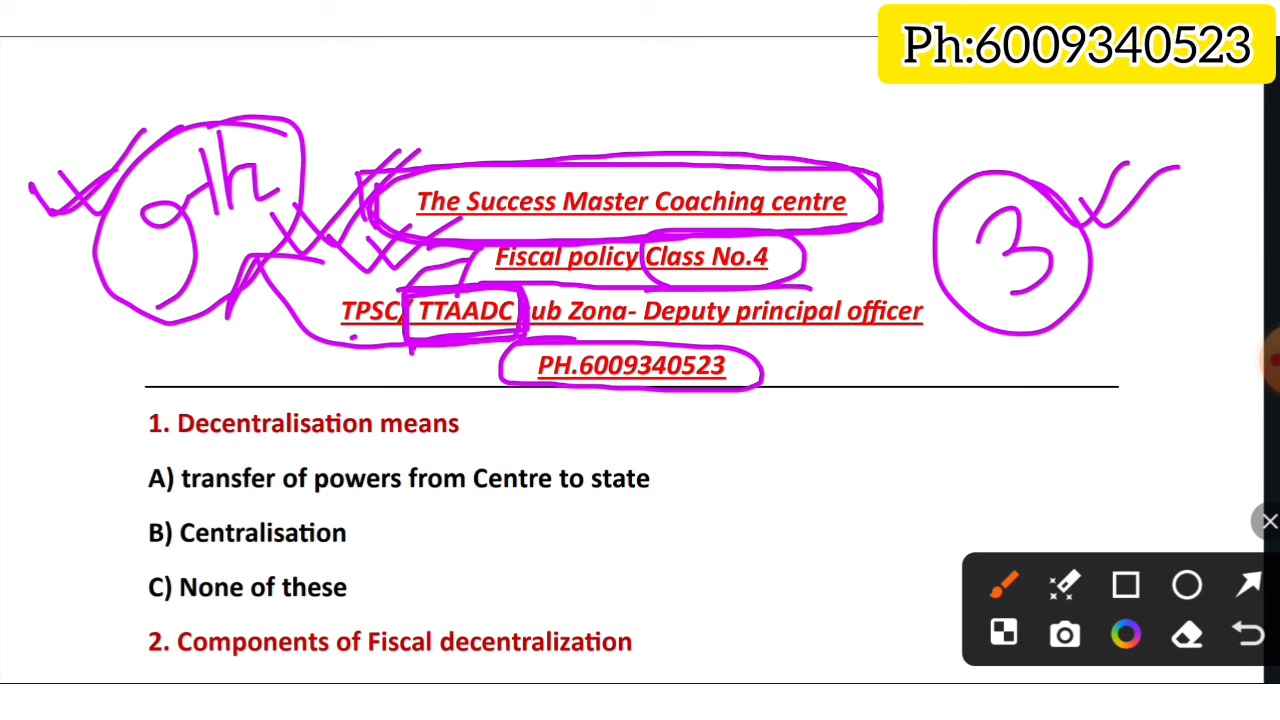 Ph:6009340523
9th
The Success Master Coaching centre
3
Fiscal policy Class No.4
TPSC/ TTAADC ub Zona- Deputy principal officer
PH.6009340523
1. Decentralisation means
A) transfer of powers from Centre to state
B) Centralisation
C) None of these
2. Components of Fiscal decentralization